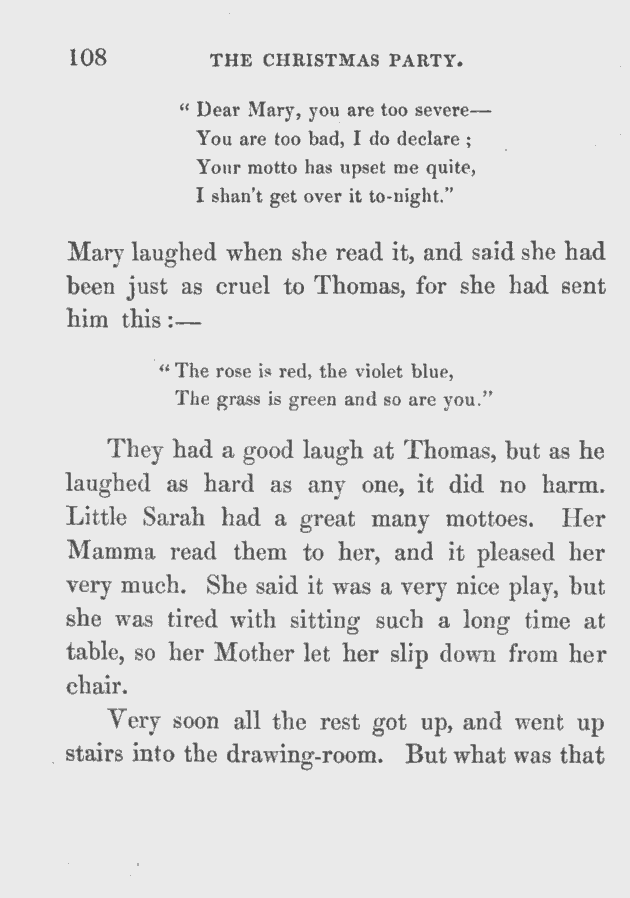 108 THE CHRISTMAS PARTY.
“ Dear Mary, you are too severe—
You are too bad, I do declare ;
Your motto has upset me quite,
I shan't get over it to-night.”
Mary laughed when she read it, and said she had
been just as cruel to Thomas, for she had sent
him this :—
“ The rose is red, the violet blue,
The grass is green and so are you.”
They had a good laugh at Thomas, but as he
laughed as hard as any one, it did no harm.
Little Sarah had a great many mottoes. Her
Mamma read them to her, and it pleased her
very much. She said it was a very nice play, but
she was tired with sitting such a long time at
table, so her Mother let her slip down from her
chair.
Very soon all the rest got up, and went up
stairs into the drawing-room. But what was that